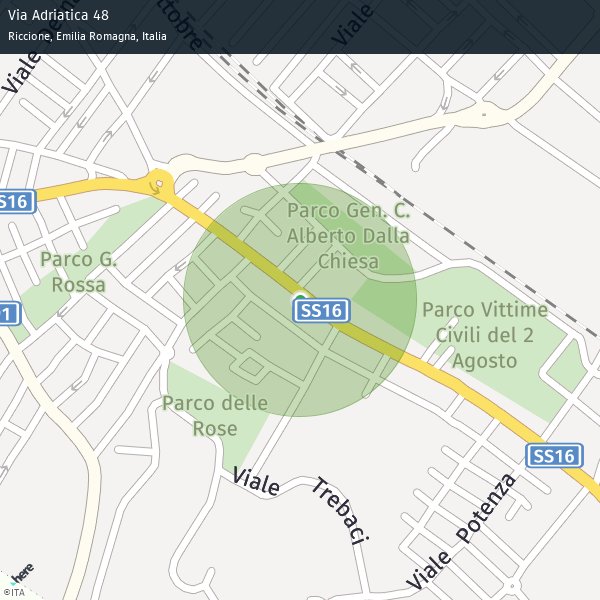 Via Adriatica 48
Riccione, Emilia Romagna, Italia
Viale
ttobre
Viale
SS16
Parco Gen. C.
Alberto Dalla
Chiesa
Parco G.
Rossa
SS16
Parco Vittime
Civili del 2
Agosto
Parco delle
Rose
SS16
Viale Trebaci
Viale Potenza
here
©ITA